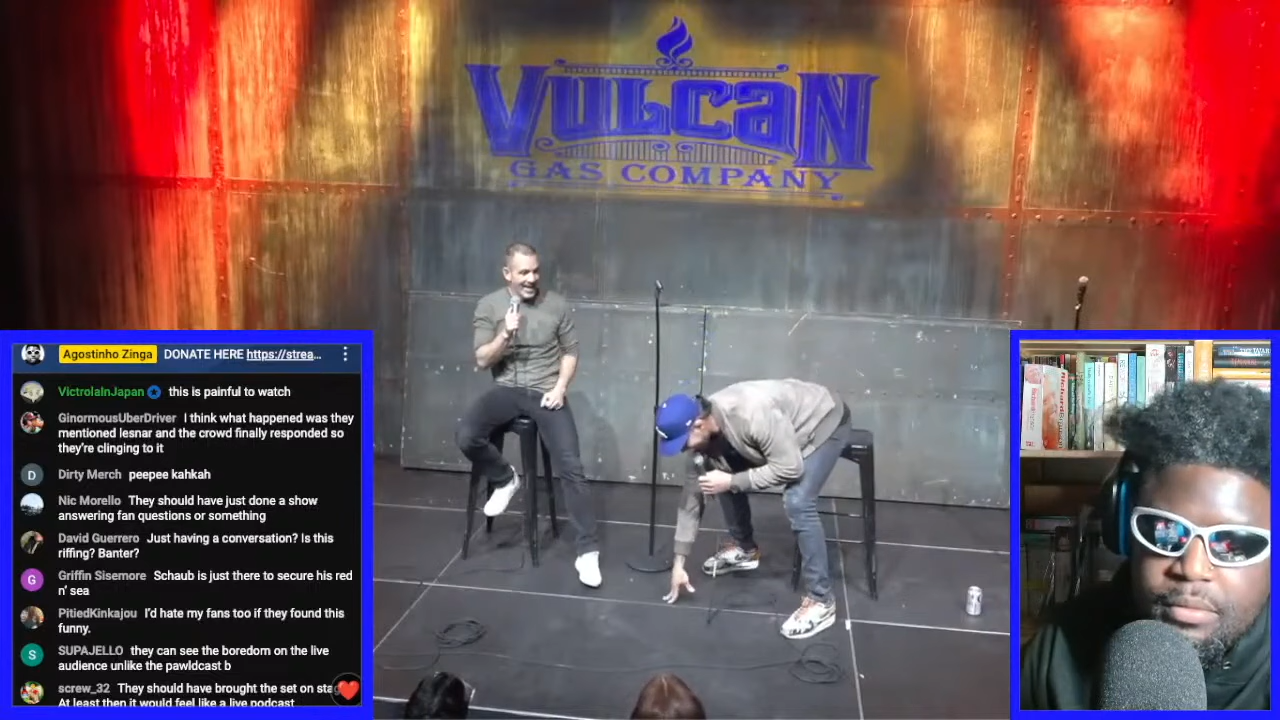 VULCAN
GAS COMPANY
Agostinho Zinga DONATE HERE https://strea...
VictrolaInJapan this is painful to watch
GinormousUberDriver I think what happened was they
mentioned lesnar and the crowd finally responded so
they're clinging to it
D Dirty Merch peepee kahkah
Nic Morello They should have just done a show
answering fan questions or something
David Guerrero Just having a conversation? Is this
riffing? Banter?
G Griffin Sisemore Schaub is just there to secure his red
n' sea
PitiedKinkajou I'd hate my fans too if they found this
funny.
S SUPAJELLO they can see the boredom on the live
audience unlike the pawldcast b
screw_32 They should have brought the set on sta
At least then it would feel like a live podcast